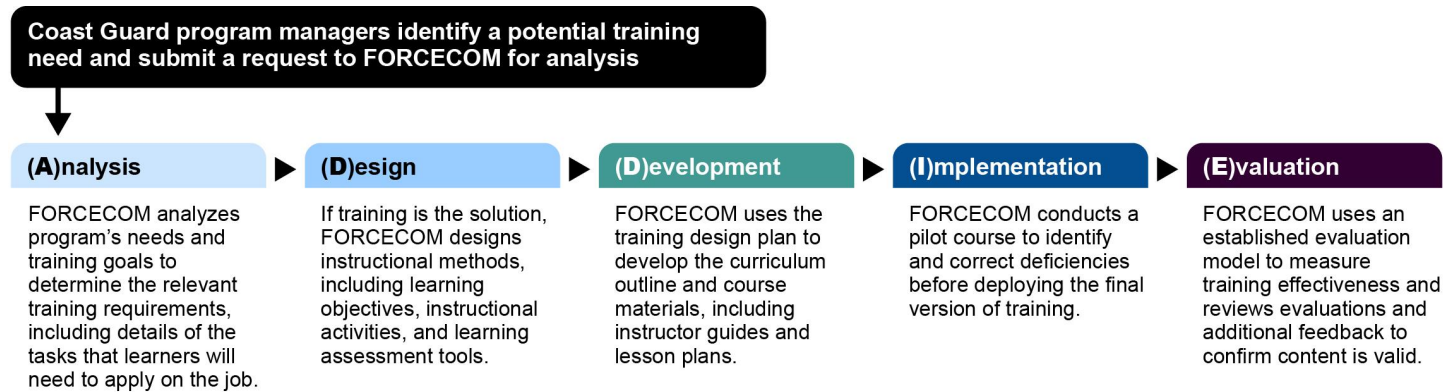 Coast Guard program managers identify a potential training
need and submit a request to FORCECOM for analysis
(A)nalysis
FORCECOM analyzes
program’s needs and
training goals to
determine the relevant
training requirements,
including details of the
tasks that learners will
need to apply on the job.
(D)esign
If training is the solution,
FORCECOM designs
instructional methods,
including learning
objectives, instructional
activities, and learning
assessment tools.
(D)evelopment
FORCECOM uses the
training design plan to
develop the curriculum
outline and course
materials, including
instructor guides and
lesson plans.
(I)mplementation
FORCECOM conducts a
pilot course to identify
and correct deficiencies
before deploying the final
version of training.
(E)valuation
FORCECOM uses an
established evaluation
model to measure
training effectiveness and
reviews evaluations and
additional feedback to
confirm content is valid.